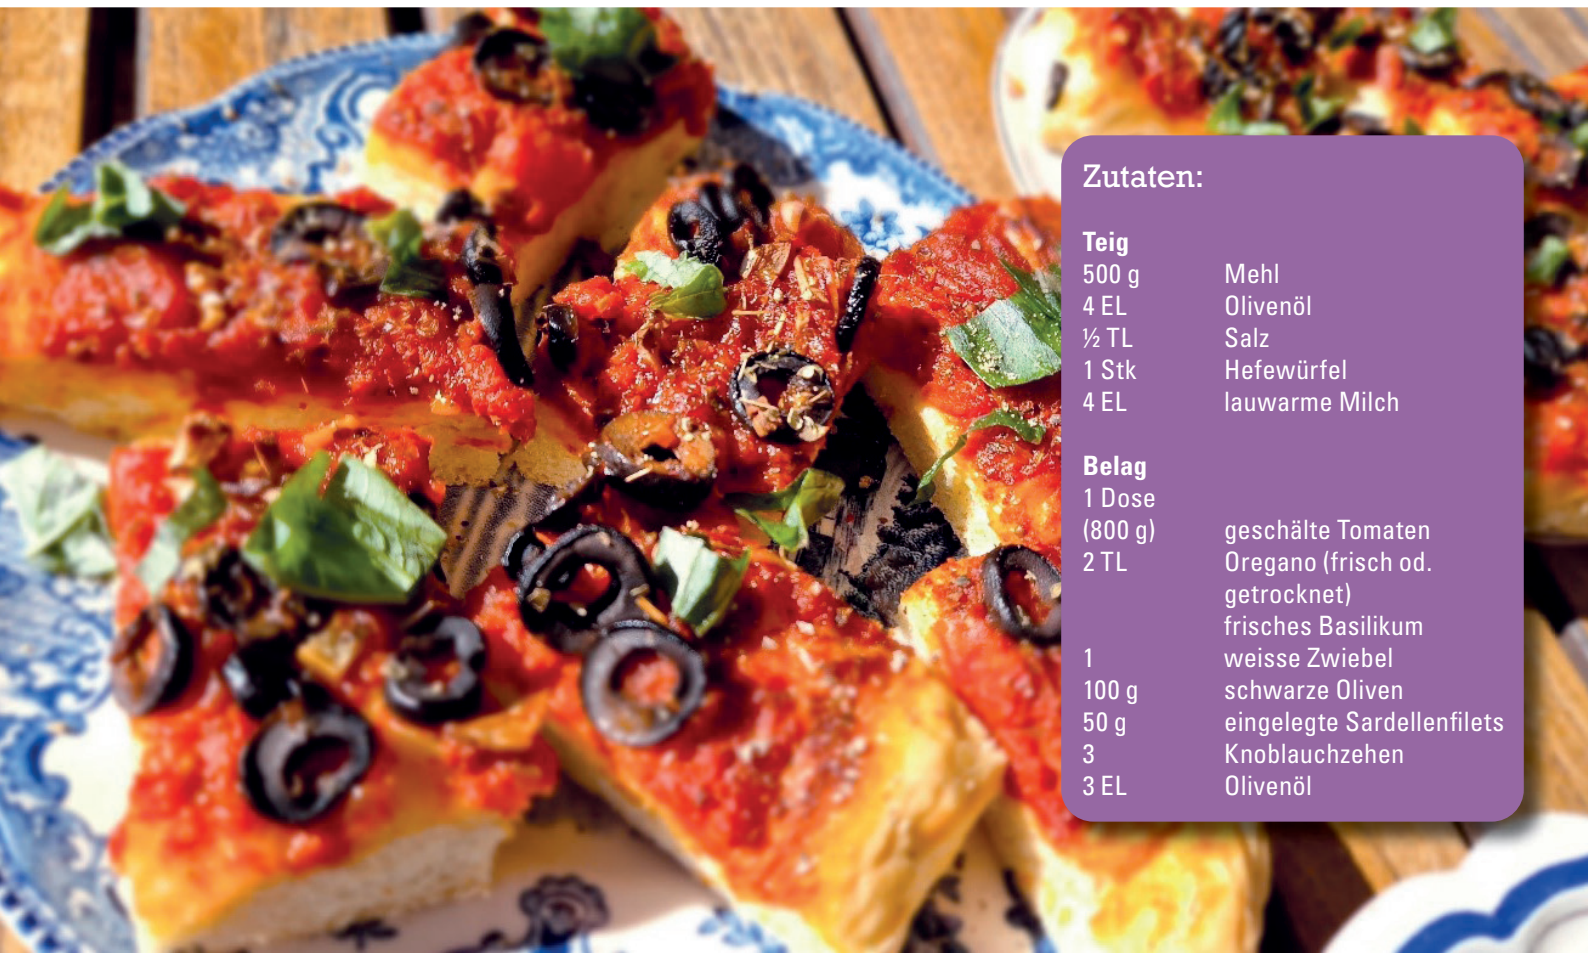 Zutaten:
Teig
500 g Mehl
4 EL Olivenöl
½ TL Salz
1 Stk Hefewürfel
4 EL lauwarme Milch
Belag
1 Dose
(800 g) geschälte Tomaten
2 TL Oregano (frisch od.
getrocknet)
frisches Basilikum
1 weisse Zwiebel
100 g schwarze Oliven
50 g eingelegte Sardellenfilets
3 Knoblauchzehen
3 EL Olivenöl